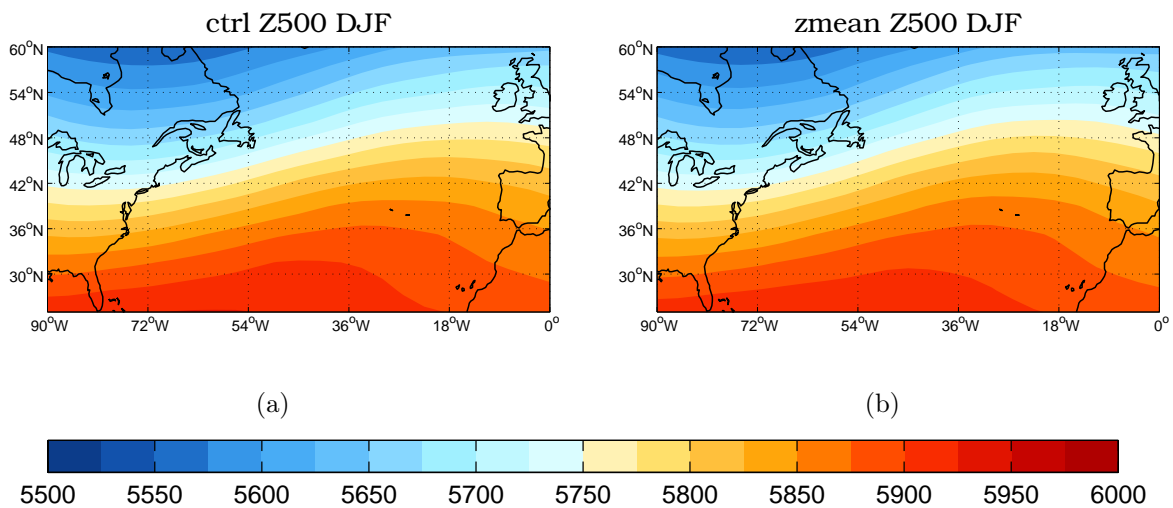 ctrl Z500 DJF
zmean Z500 DJF
60°N
54°N
48°N
42°N
36°N
30°N
90°W 72°W 54°W 36°W 18°W 0°
60°N
54°N
48°N
42°N
36°N
30°N
90°W 72°W 54°W 36°W 18°W 0°
(a)
(b)
5500 5550 5600 5650 5700 5750 5800 5850 5900 5950 6000